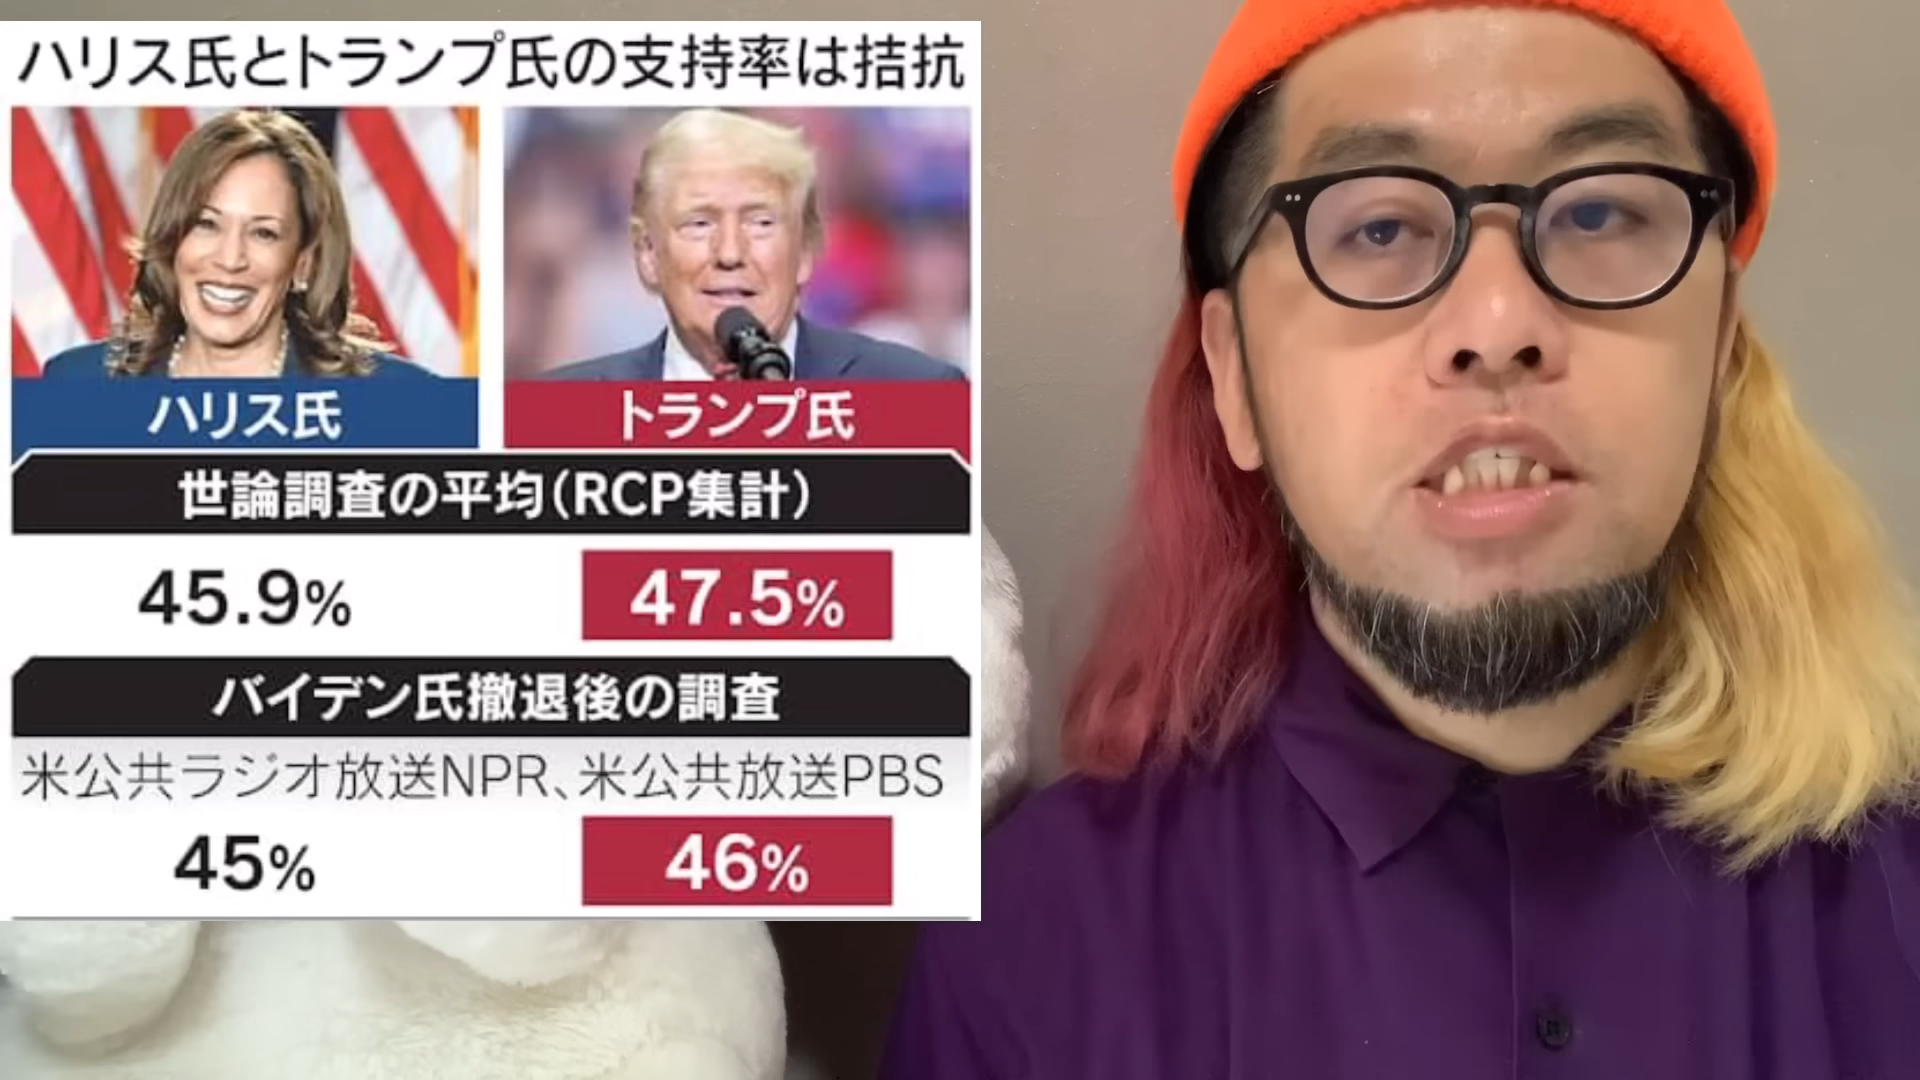 ハリス氏とトランプ氏の支持率は拮抗
ハリス氏
トランプ氏
世論調査の平均(RCP集計)
45.9%
47.5%
バイデン氏撤退後の調査
米公共ラジオ放送NPR、米公共放送PBS
45%
46%